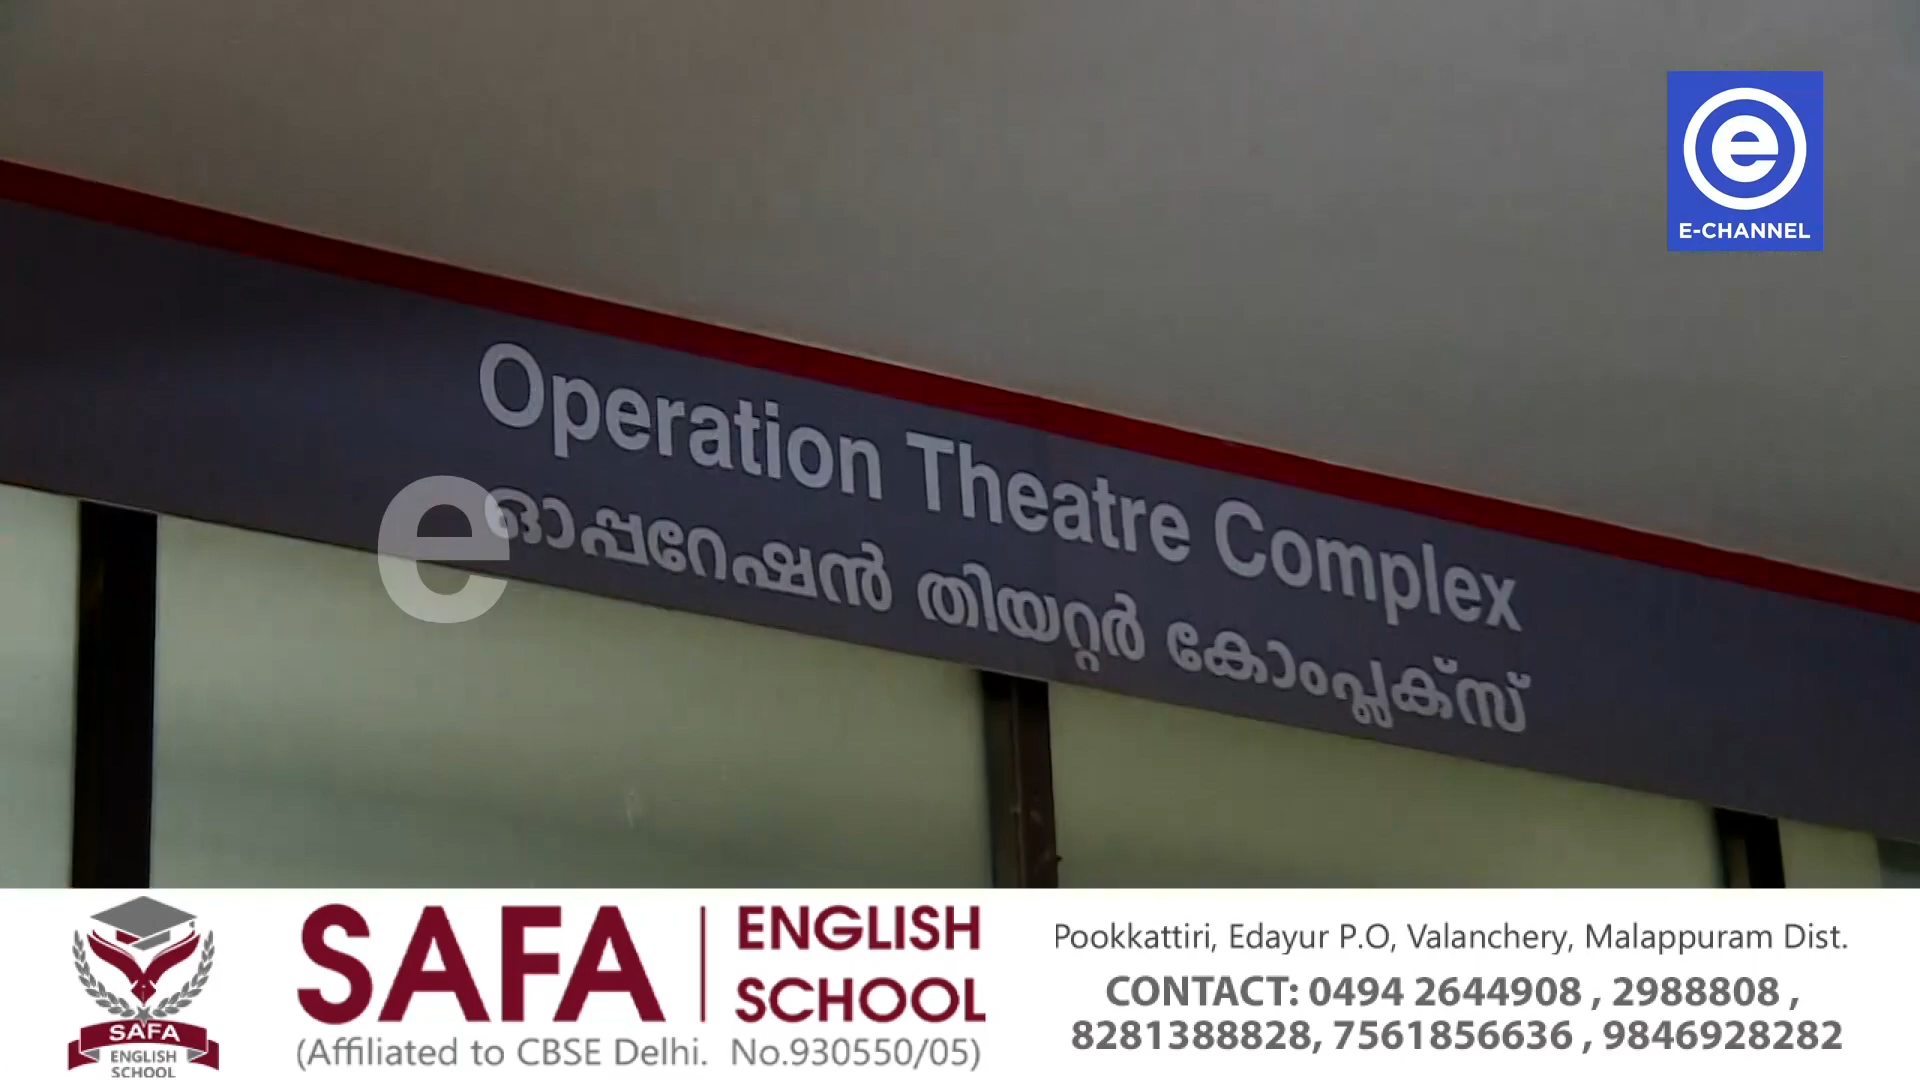 e
E-CHANNEL
Operation Theatre Complex
ഓപ്പറേഷൻ തിയറ്റർ കോംപ്ലക്സ്
e
SAFA
ENGLISH
SCHOOL
SAFA
ENGLISH
SCHOOL
(Affiliated to CBSE Delhi. No.930550/05)
Pookkattiri, Edayur P.O, Valanchery, Malappuram Dist.
CONTACT: 0494 2644908 , 2988808 ,
8281388828, 7561856636 , 9846928282